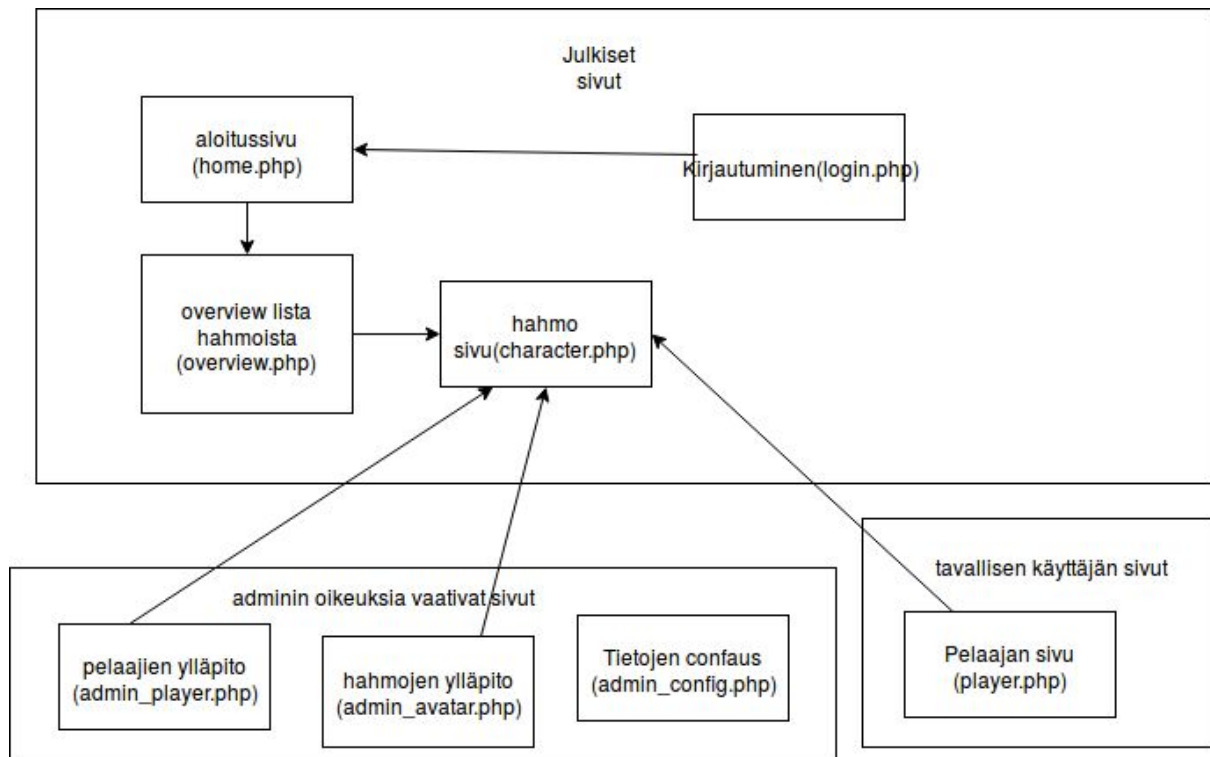 Julkiset
sivut
aloitussivu
(home.php)
Kirjautuminen(login.php)
overview lista
hahmoista
(overview.php)
hahmo
sivu(character.php)
adminin oikeuksia vaativat sivut
pelaajien ylläpito
(admin_player.php)
hahmojen ylläpito
(admin_avatar.php)
Tietojen confaus
(admin_config.php)
tavallisen käyttäjän sivut
Pelaajan sivu
(player.php)